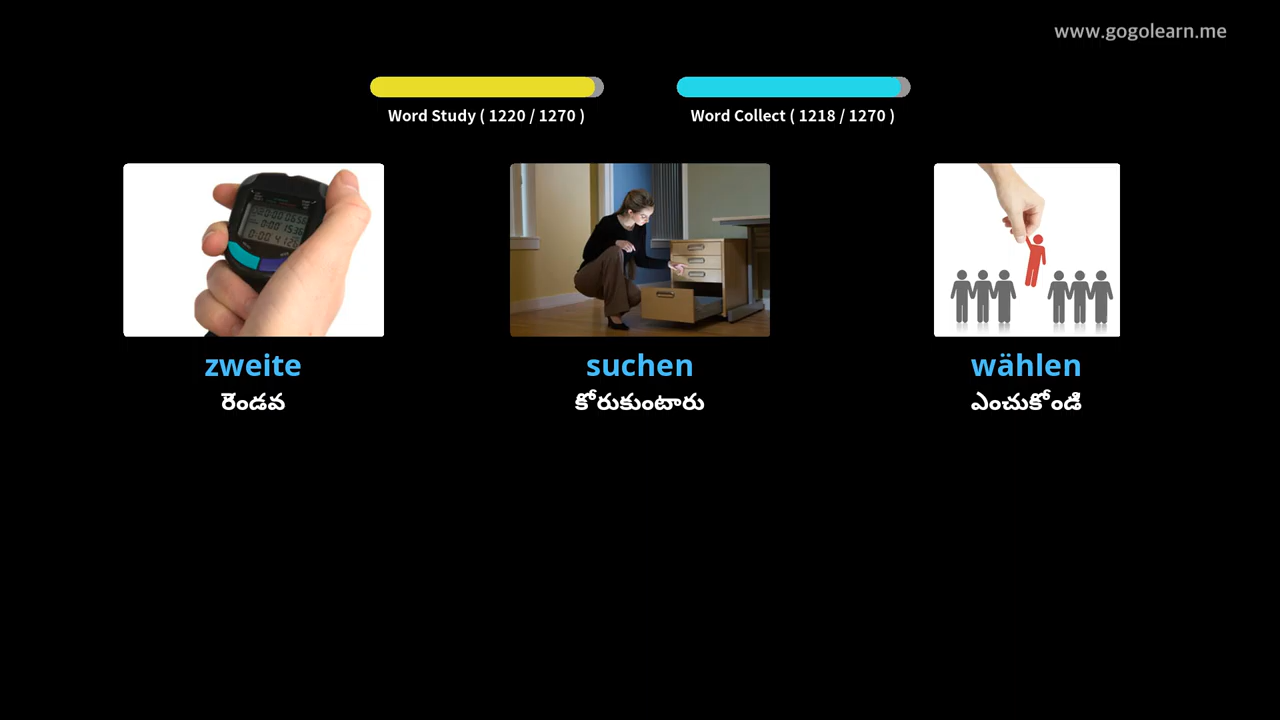 www.gogolearn.me
Word Study ( 1220 / 1270 )
Word Collect ( 1218 / 1270 )
zweite
రెండవ
suchen
కోరుకుంటారు
wählen
ఎంచుకోండి